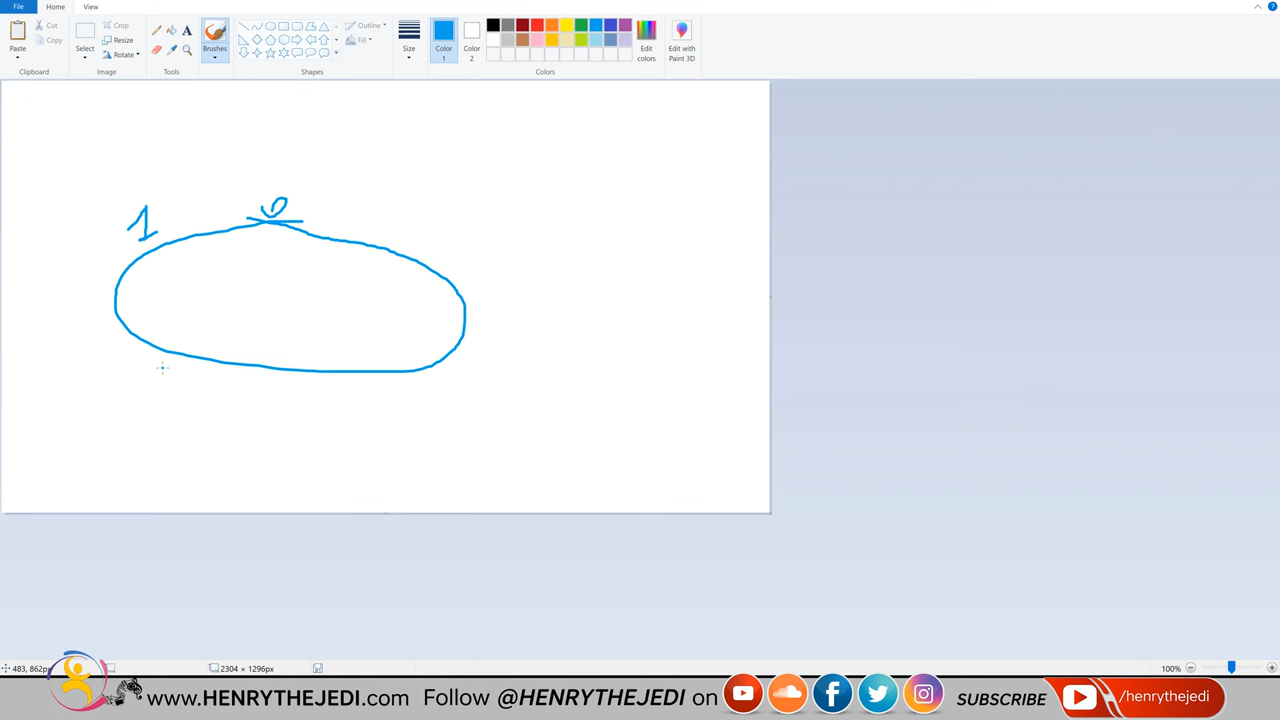 File Home View
Paste
Cut
Copy
Clipboard
Select
Crop
Resize
Rotate
Image
A
Tools
Brushes
Outline
Fill
Shapes
Size
Color 1
Color 2
Edit colors
Edit with Paint 3D
Colors
1
483, 862px
2304 × 1296px
100%
www.HENRYTHEJEDI.com Follow @HENRYTHEJEDI on
SUBSCRIBE
/henrythejedi